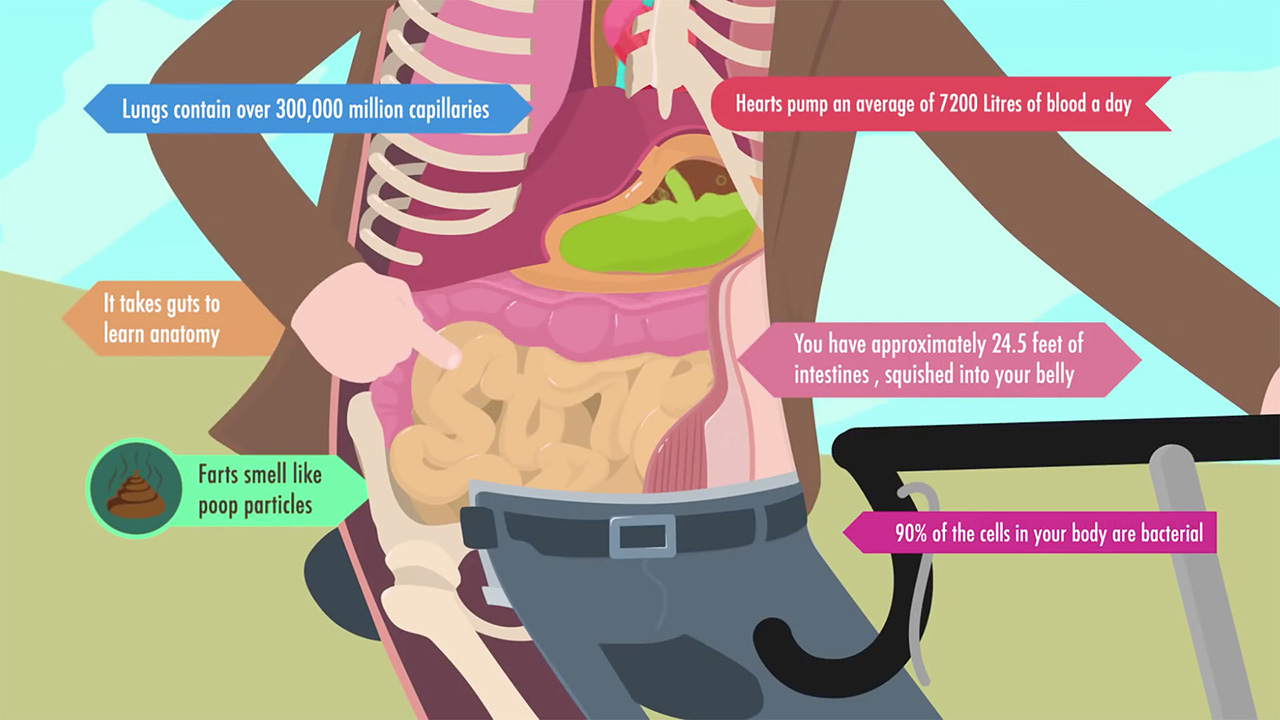 Lungs contain over 300,000 million capillaries
Hearts pump an average of 7200 Litres of blood a day
It takes guts to
learn anatomy
You have approximately 24.5 feet of
intestines , squished into your belly
Farts smell like
poop particles
90% of the cells in your body are bacterial